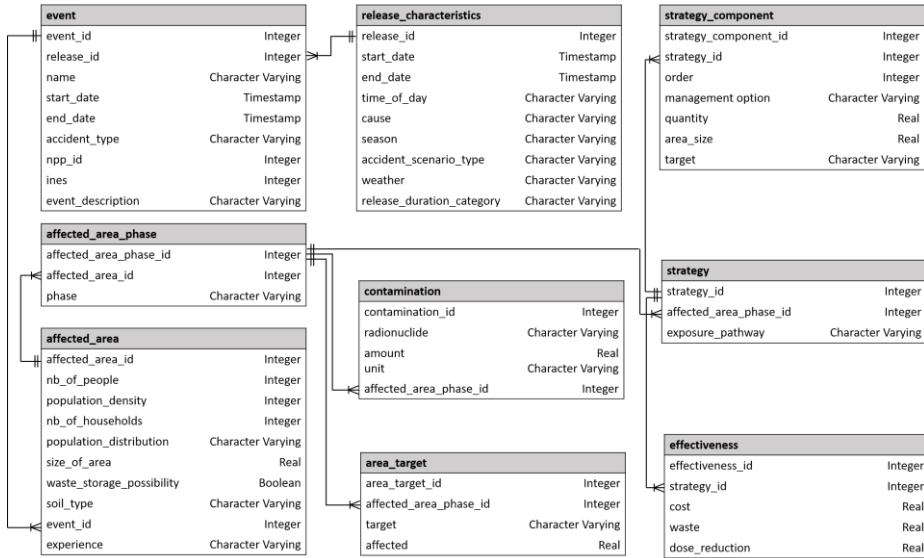 event
event_id Integer
release_id Integer
name Character Varying
start_date Timestamp
end_date Timestamp
accident_type Character Varying
npp_id Integer
ines Integer
event_description Character Varying
release_characteristics
release_id Integer
start_date Timestamp
end_date Timestamp
time_of_day Character Varying
cause Character Varying
season Character Varying
accident_scenario_type Character Varying
weather Character Varying
release_duration_category Character Varying
strategy_component
strategy_component_id Integer
strategy_id Integer
order Integer
management option Character Varying
quantity Real
area_size Real
target Character Varying
affected_area_phase
affected_area_phase_id Integer
affected_area_id Integer
phase Character Varying
contamination
contamination_id Integer
radionuclide Character Varying
amount Real
unit Character Varying
affected_area_phase_id Integer
strategy
strategy_id Integer
affected_area_phase_id Integer
exposure_pathway Character Varying
affected_area
affected_area_id Integer
nb_of_people Integer
population_density Integer
nb_of_households Integer
population_distribution Character Varying
size_of_area Real
waste_storage_possibility Boolean
soil_type Character Varying
event_id Integer
experience Character Varying
area_target
area_target_id Integer
affected_area_phase_id Integer
target Character Varying
affected Real
effectiveness
effectiveness_id Integer
strategy_id Integer
cost Real
waste Real
dose_reduction Real